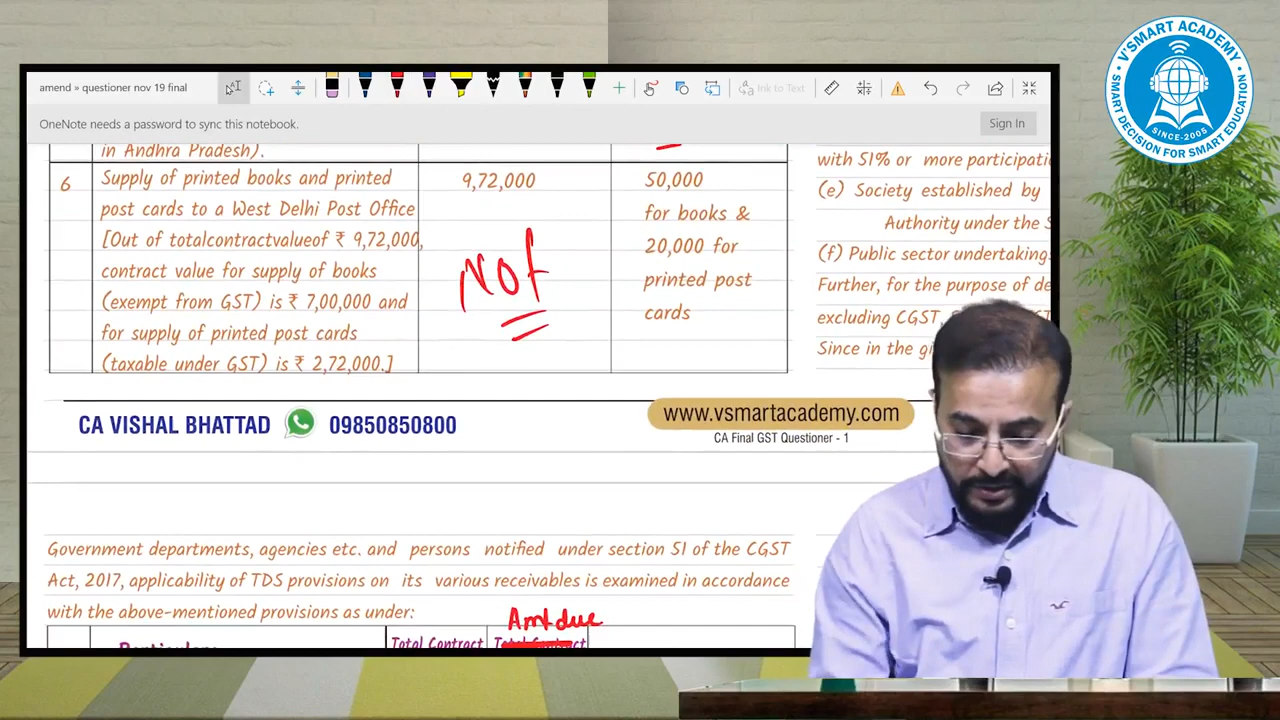 V'SMART ACADEMY
SMART DECISION FOR SMART EDUCATION
SINCE-2005
amend » questioner nov 19 final
Ink to Text
OneNote needs a password to sync this notebook.
Sign In
in Andhra Pradesh).
6
Supply of printed books and printed
post cards to a West Delhi Post Office
[Out of totalcontractvalueof ₹ 9,72,000,
contract value for supply of books
(exempt from GST) is ₹ 7,00,000 and
for supply of printed post cards
(taxable under GST) is ₹ 2,72,000.]
9,72,000
Not
50,000
for books &
20,000 for
printed post
cards
with 51% or more
(e) Society established by
Authority under the
(f) Public sector undertakings
Further, for the purpose of
excluding CGST,
Since in the
CA VISHAL BHATTAD 09850850800
www.vsmartacademy.com
CA Final GST Questioner - 1
Government departments, agencies etc. and persons notified under section 51 of the CGST
Act, 2017, applicability of TDS provisions on its various receivables is examined in accordance
with the above-mentioned provisions as under:
Amt due
Particulars
Total Contract
Total Contract